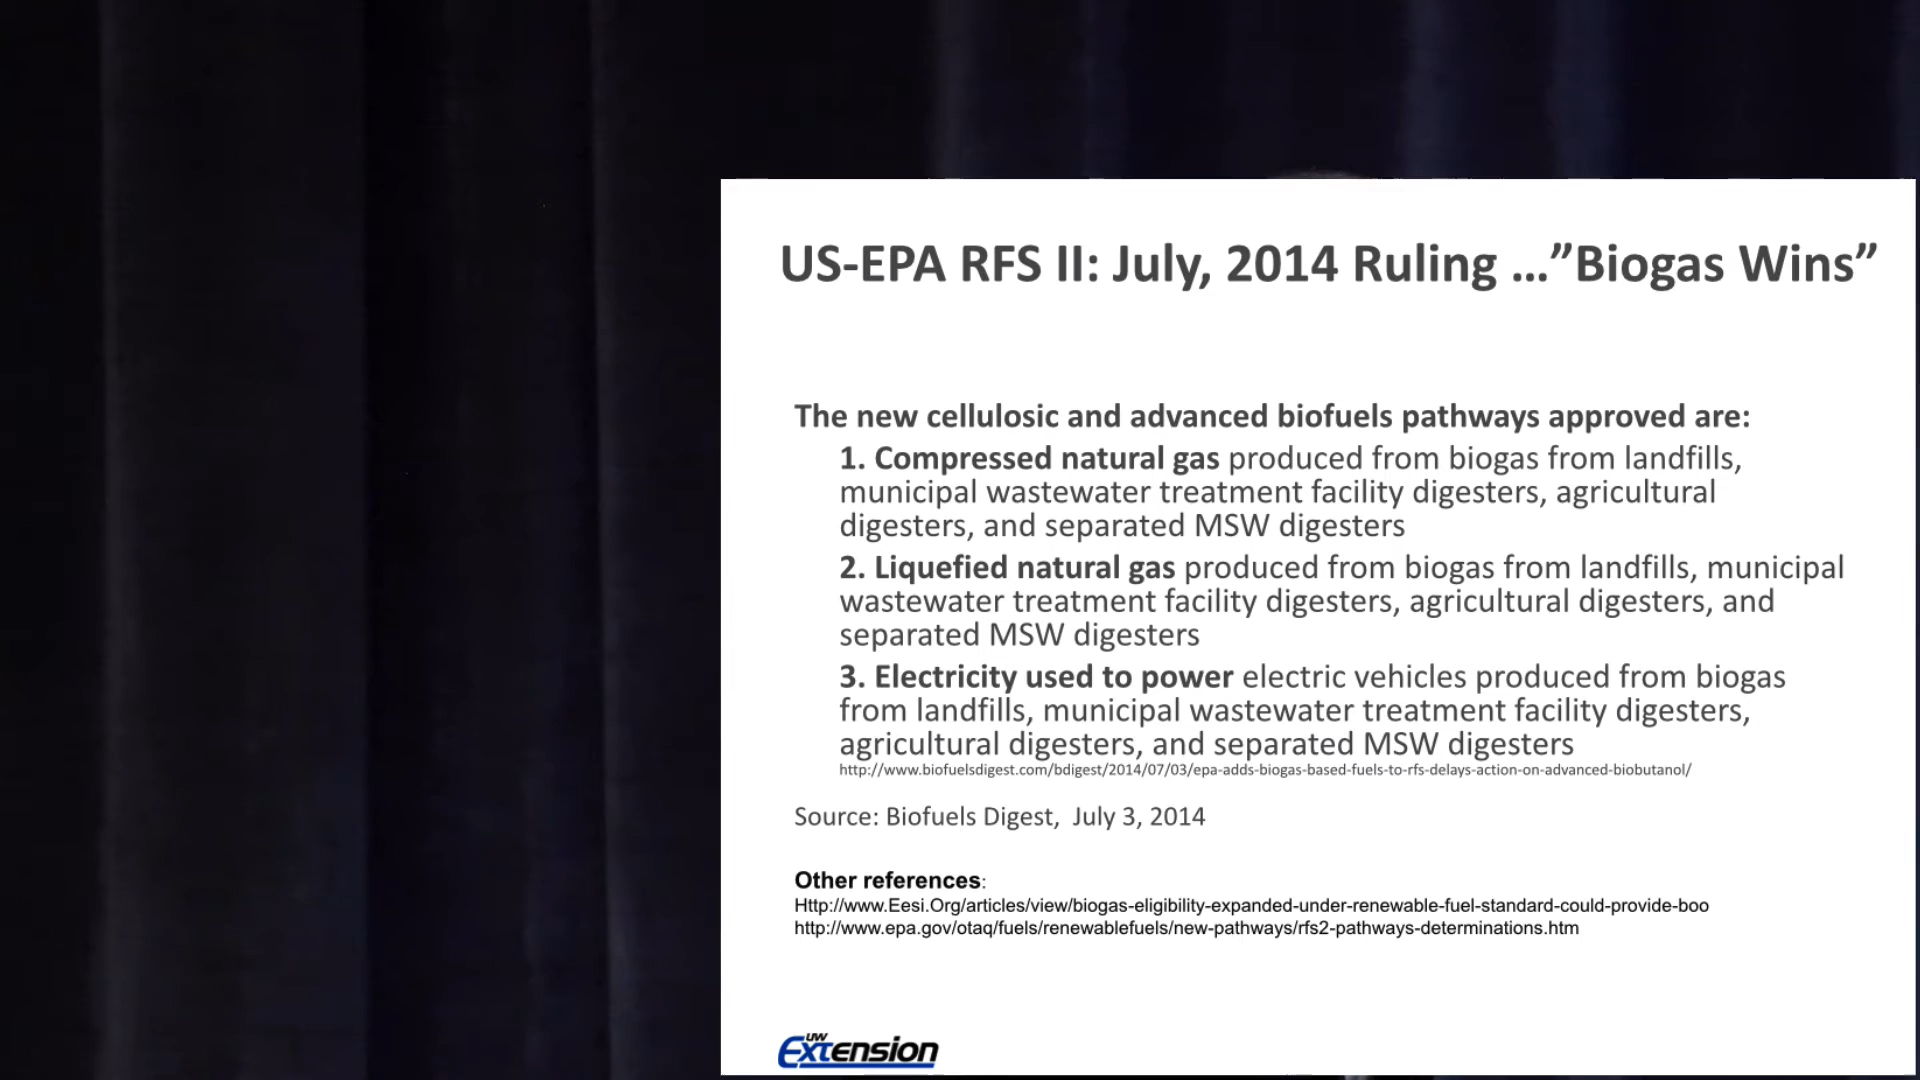 US-EPA RFS II: July, 2014 Ruling …”Biogas Wins”
The new cellulosic and advanced biofuels pathways approved are:
1. Compressed natural gas produced from biogas from landfills,
municipal wastewater treatment facility digesters, agricultural
digesters, and separated MSW digesters
2. Liquefied natural gas produced from biogas from landfills, municipal
wastewater treatment facility digesters, agricultural digesters, and
separated MSW digesters
3. Electricity used to power electric vehicles produced from biogas
from landfills, municipal wastewater treatment facility digesters,
agricultural digesters, and separated MSW digesters
http://www.biofuelsdigest.com/bdigest/2014/07/03/epa-adds-biogas-based-fuels-to-rfs-delays-action-on-advanced-biobutanol/
Source: Biofuels Digest,  July 3, 2014
Other references:
Http://www.Eesi.Org/articles/view/biogas-eligibility-expanded-under-renewable-fuel-standard-could-provide-boo
http://www.epa.gov/otaq/fuels/renewablefuels/new-pathways/rfs2-pathways-determinations.htm
UW
Extension